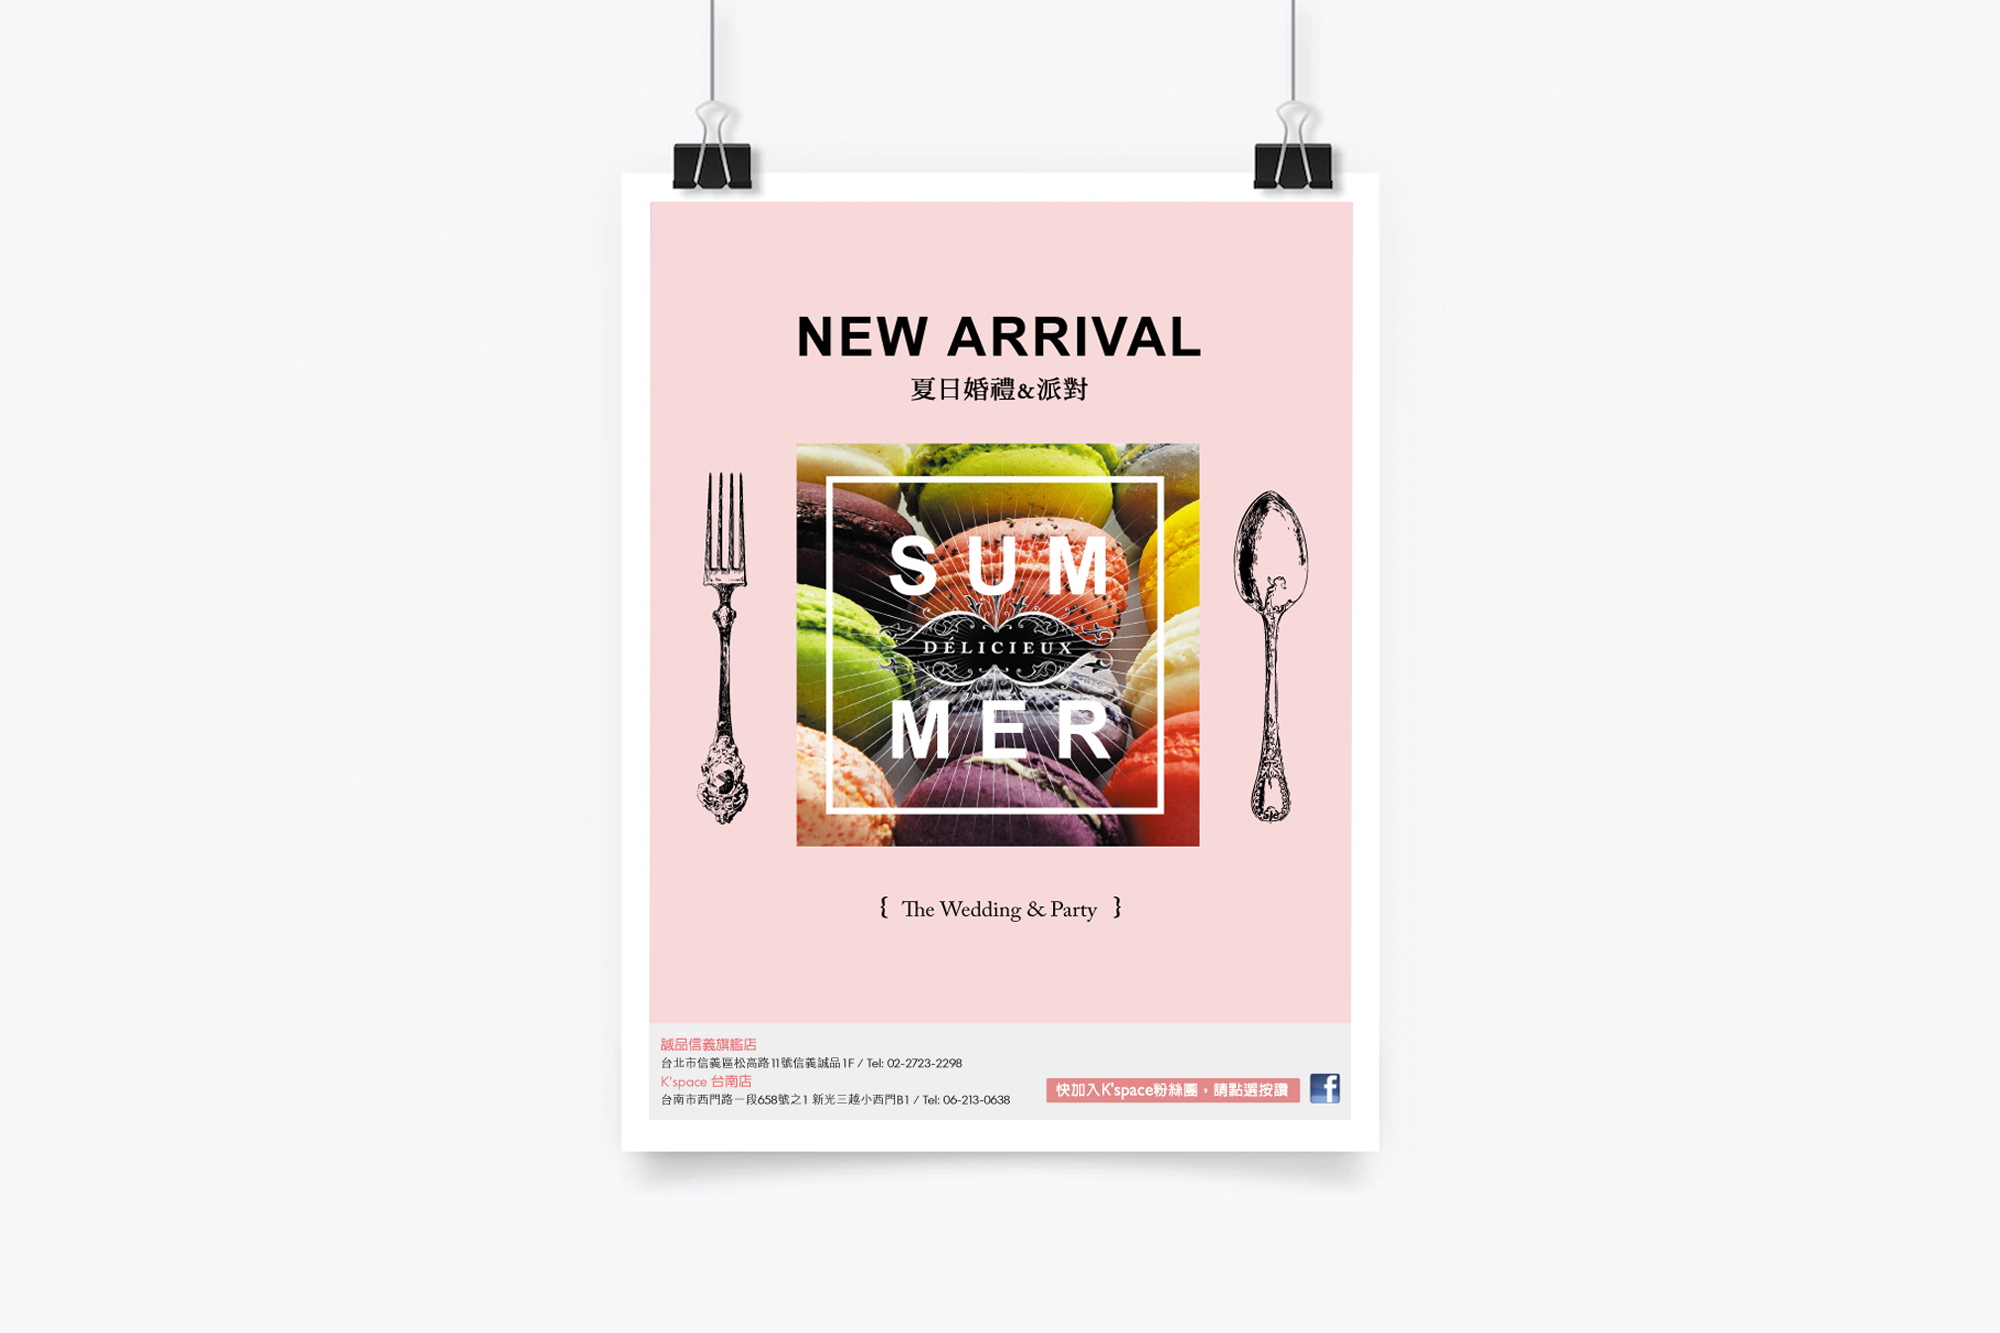 NEW ARRIVAL
夏日婚禮&派對
SUM
DÉLICIEUX
MER
{ The Wedding & Party }
誠品信義旗艦店
台北市信義區松高路11號信義誠品1F / Tel: 02-2723-2298
K'space 台南店
台南市西門路一段658號之1 新光三越小西門B1 / Tel: 06-213-0638
快加入K'space粉絲團，請點選按讚
f